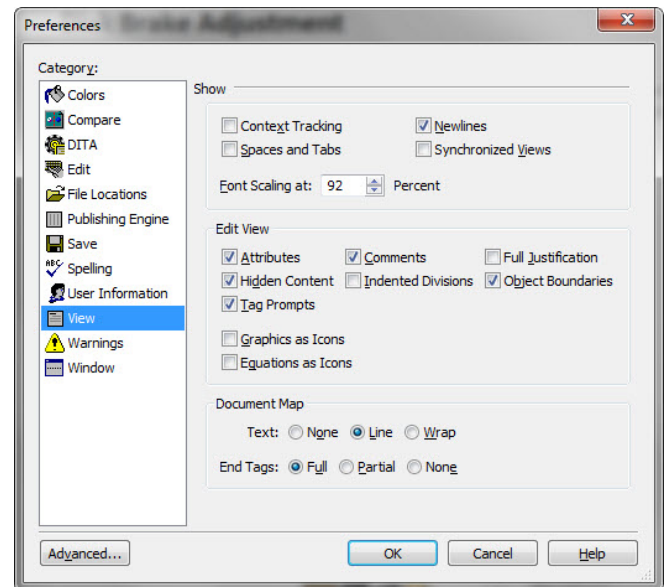 Preferences
Brake Adjustment
Category:
Colors
Compare
DITA
Edit
File Locations
Publishing Engine
Save
ABC Spelling
User Information
View
Warnings
Window
Show
Context Tracking Newlines
Spaces and Tabs Synchronized Views
Font Scaling at: 92 Percent
Edit View
Attributes Comments Full Justification
Hidden Content Indented Divisions Object Boundaries
Tag Prompts
Graphics as Icons
Equations as Icons
Document Map
Text: None Line Wrap
End Tags: Full Partial None
Advanced... OK Cancel Help